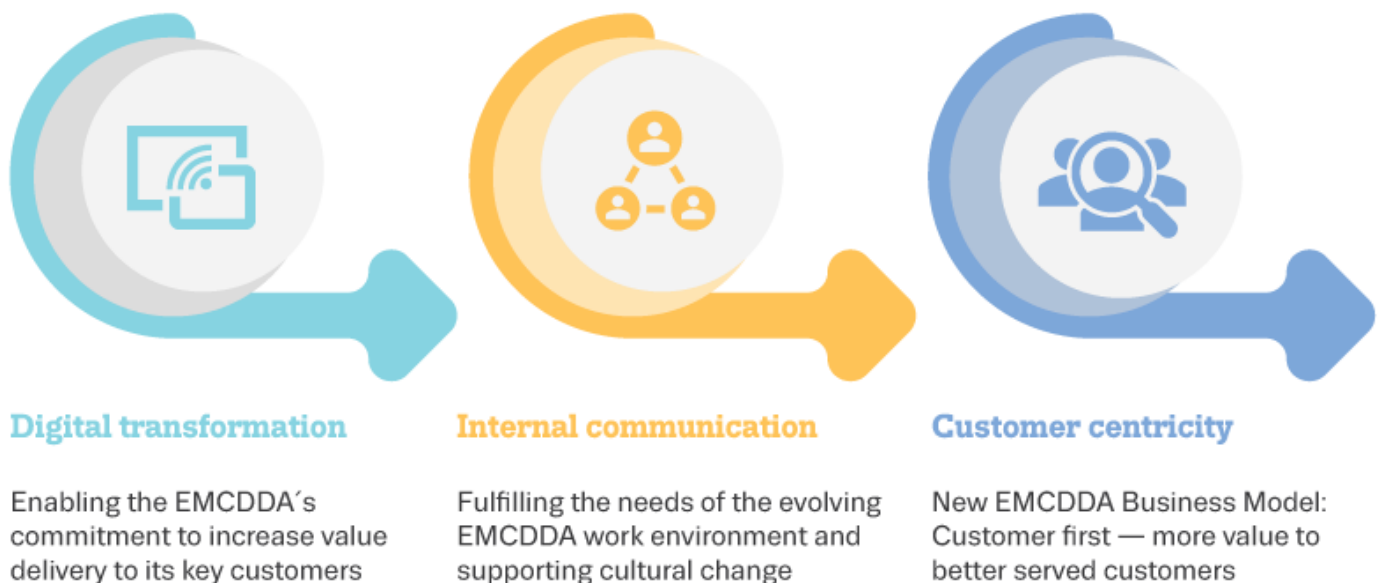 Digital transformation
Enabling the EMCDDA´s
commitment to increase value
delivery to its key customers
Internal communication
Fulfilling the needs of the evolving
EMCDDA work environment and
supporting cultural change
Customer centricity
New EMCDDA Business Model:
Customer first — more value to
better served customers